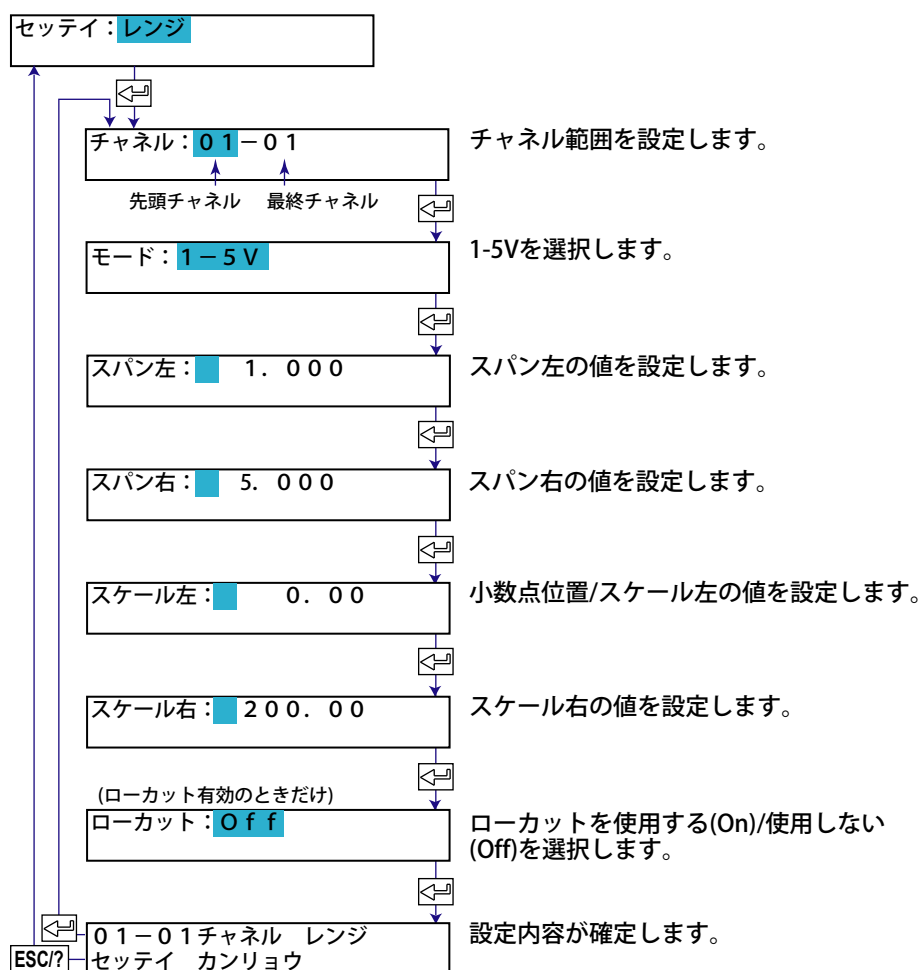 セッテイ：レンジ
チャネル：０１－０１
チャネル範囲を設定します。
先頭チャネル 最終チャネル
モード：１－５Ｖ
1-5Vを選択します。
スパン左： １．０００
スパン左の値を設定します。
スパン右： ５．０００
スパン右の値を設定します。
スケール左： ０．００
小数点位置/スケール左の値を設定します。
スケール右： ２００．００
スケール右の値を設定します。
(ローカット有効のときだけ)
ローカット：Ｏｆｆ
ローカットを使用する(On)/使用しない
(Off)を選択します。
０１－０１チャネル レンジ
設定内容が確定します。
ESC/?
セッテイ カンリョウ